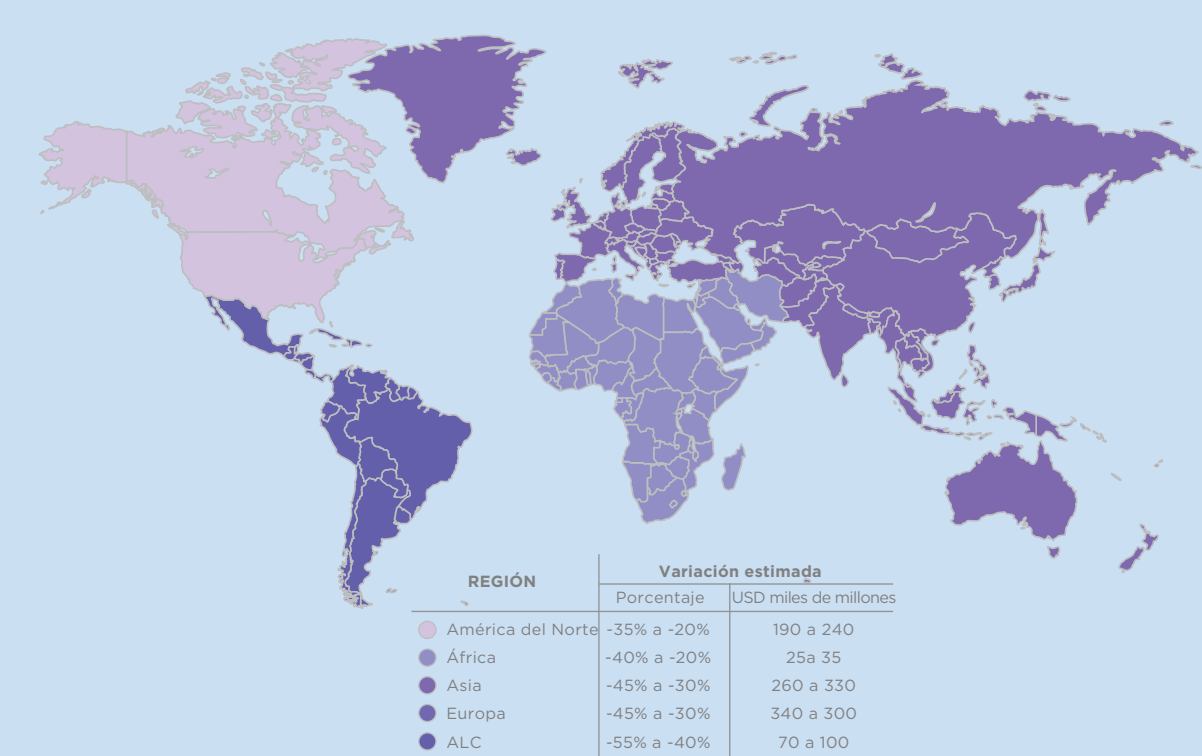 REGIÓN Variación estimada
Porcentaje USD miles de millones
América del Norte -35% a -20% 190 a 240
África -40% a -20% 25a 35
Asia -45% a -30% 260 a 330
Europa -45% a -30% 340 a 300
ALC -55% a -40% 70 a 100